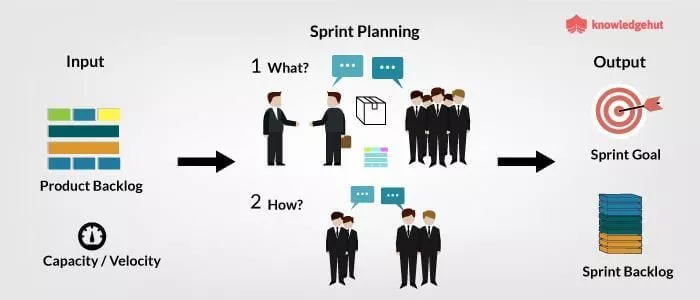 knowledgehut
Sprint Planning
Input
Product Backlog
Capacity / Velocity
1 What?
2 How?
Output
Sprint Goal
Sprint Backlog